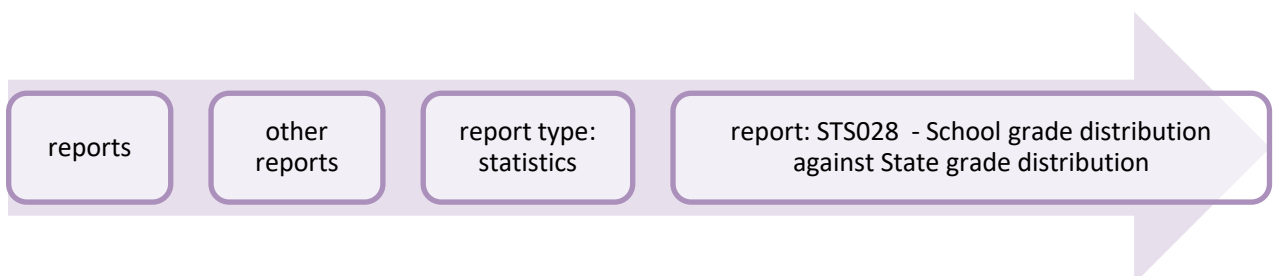 reports
other
reports
report type:
statistics
report: STS028  - School grade distribution
against State grade distribution